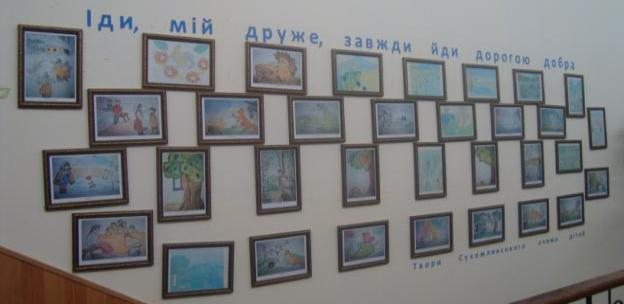 Іди, мій друже, завжди йди дорогою добра
Твори Сухомлинського очима дітей